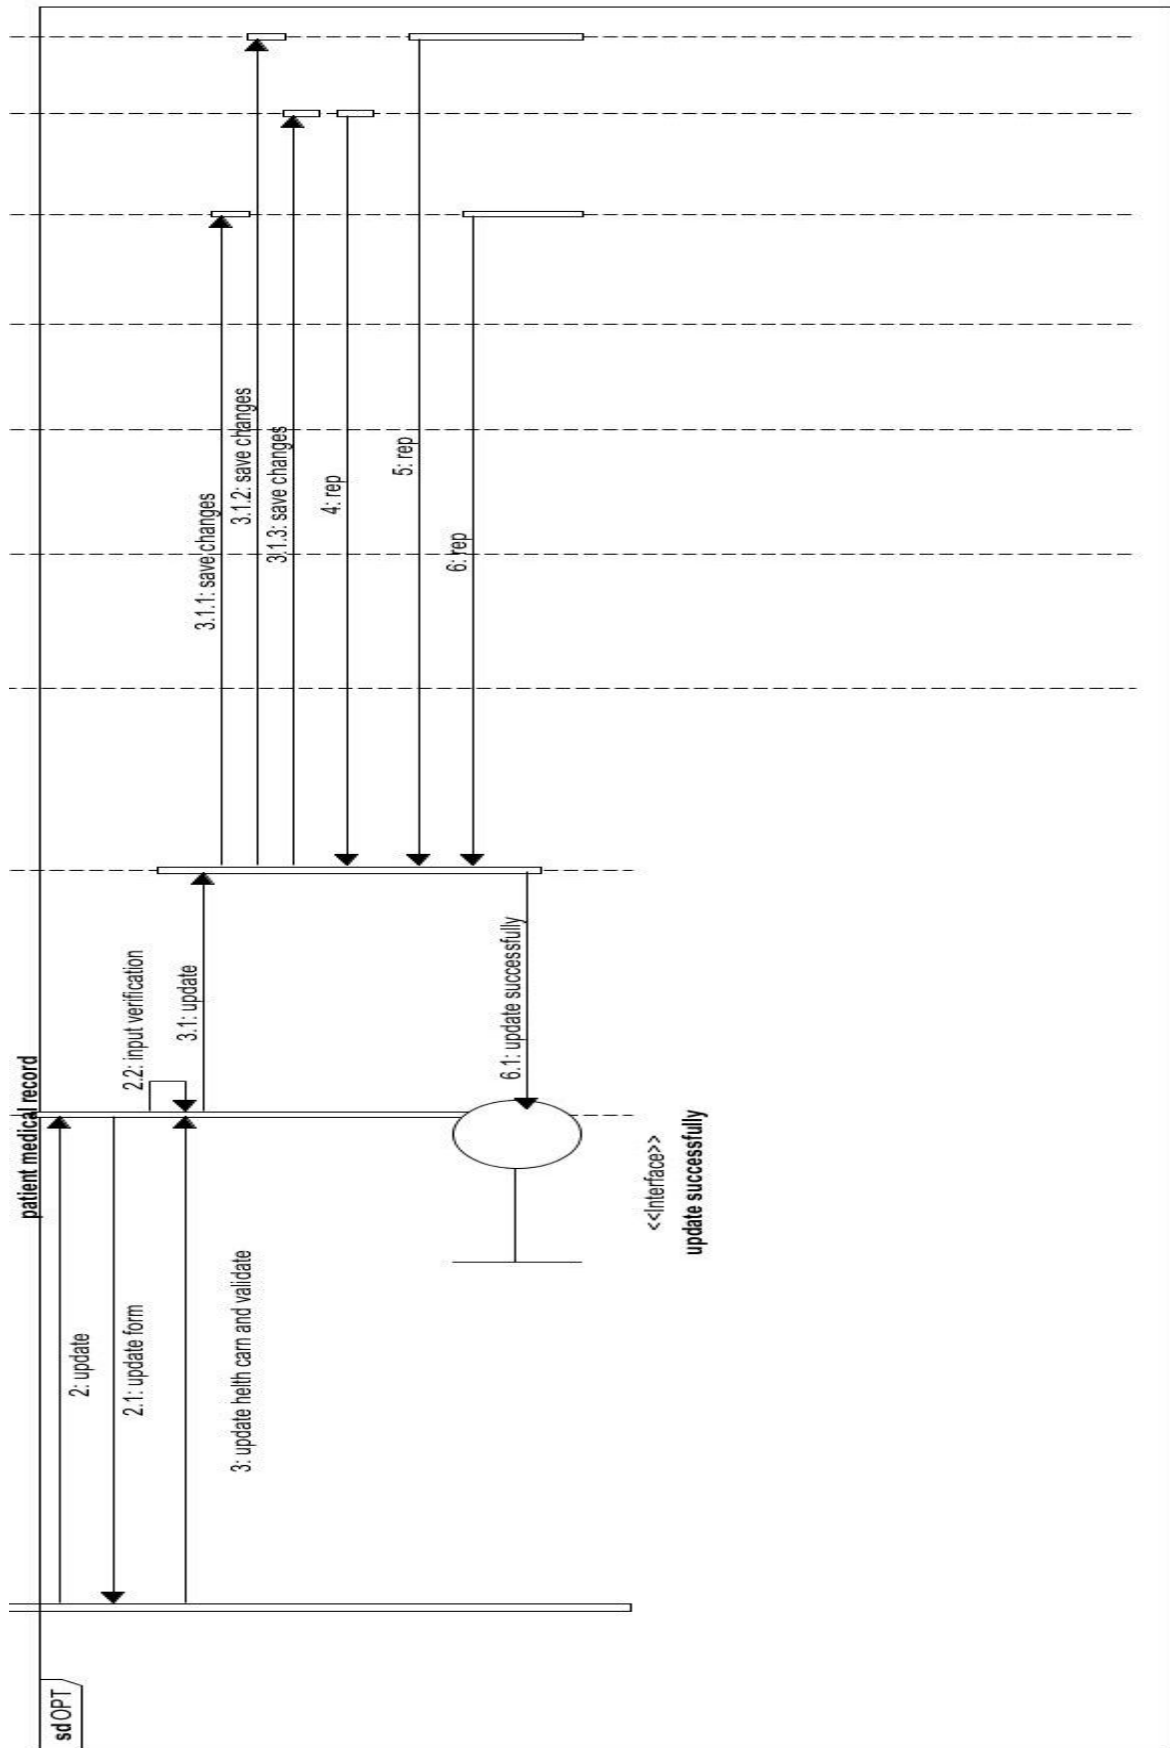 sd OPT
patient medical record
2: update
2.1: update form
2.2: input verification
3: update helth carn and validate
3.1: update
3.1.1: save changes
3.1.2: save changes
3.1.3: save changes
4: rep
5: rep
6: rep
6.1: update successfully
<<Interface>>
update successfully